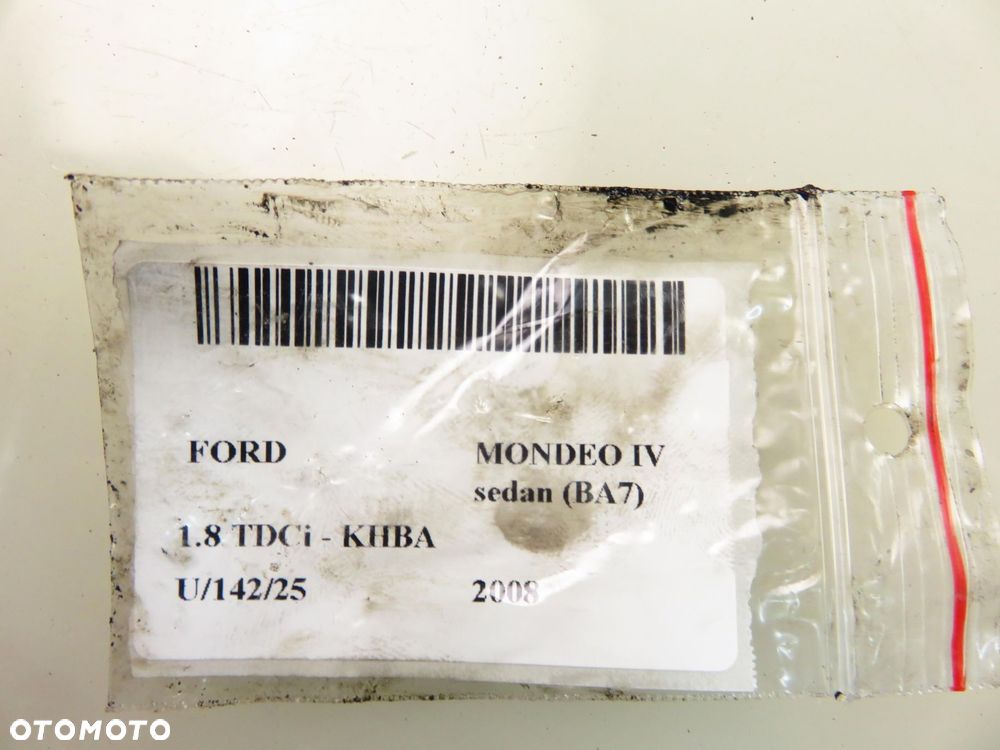 FORD MONDEO IV
sedan (BA7)
1.8 TDCi - KHBA
U/142/25 2008
OTOMOTO